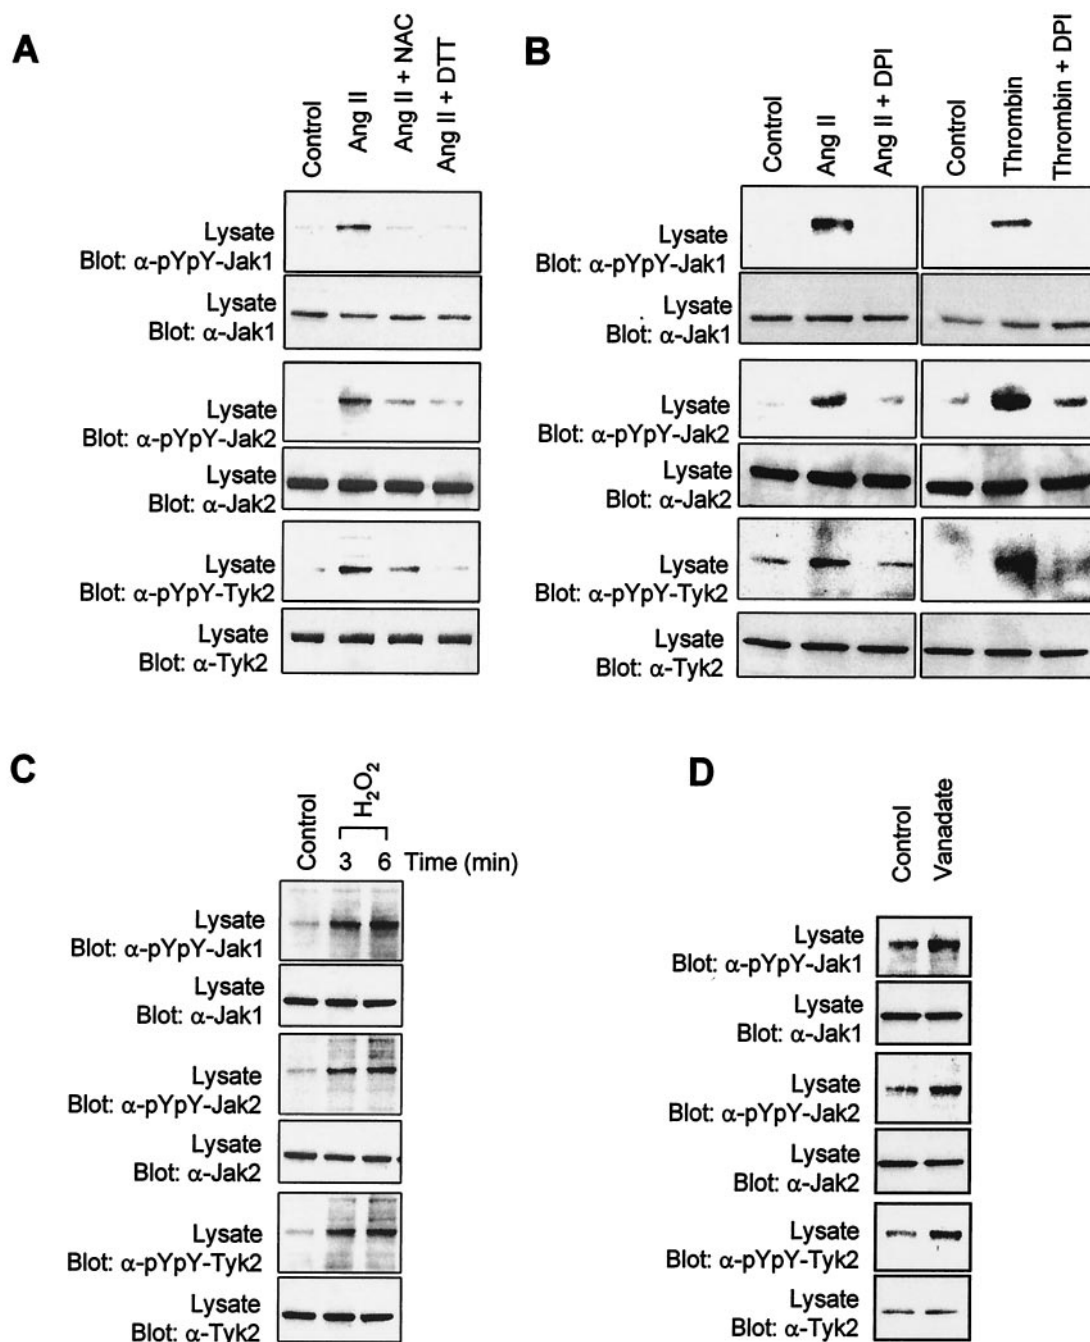 A
Control
Ang II
Ang II + NAC
Ang II + DTT
Lysate
Blot: α-pYpY-Jak1
Lysate
Blot: α-Jak1
Lysate
Blot: α-pYpY-Jak2
Lysate
Blot: α-Jak2
Lysate
Blot: α-pYpY-Tyk2
Lysate
Blot: α-Tyk2
B
Control
Ang II
Ang II + DPI
Control
Thrombin
Thrombin + DPI
Lysate
Blot: α-pYpY-Jak1
Lysate
Blot: α-Jak1
Lysate
Blot: α-pYpY-Jak2
Lysate
Blot: α-Jak2
Lysate
Blot: α-pYpY-Tyk2
Lysate
Blot: α-Tyk2
C
Control
H₂O₂
3 6 Time (min)
Lysate
Blot: α-pYpY-Jak1
Lysate
Blot: α-Jak1
Lysate
Blot: α-pYpY-Jak2
Lysate
Blot: α-Jak2
Lysate
Blot: α-pYpY-Tyk2
Lysate
Blot: α-Tyk2
D
Control
Vanadate
Lysate
Blot: α-pYpY-Jak1
Lysate
Blot: α-Jak1
Lysate
Blot: α-pYpY-Jak2
Lysate
Blot: α-Jak2
Lysate
Blot: α-pYpY-Tyk2
Lysate
Blot: α-Tyk2